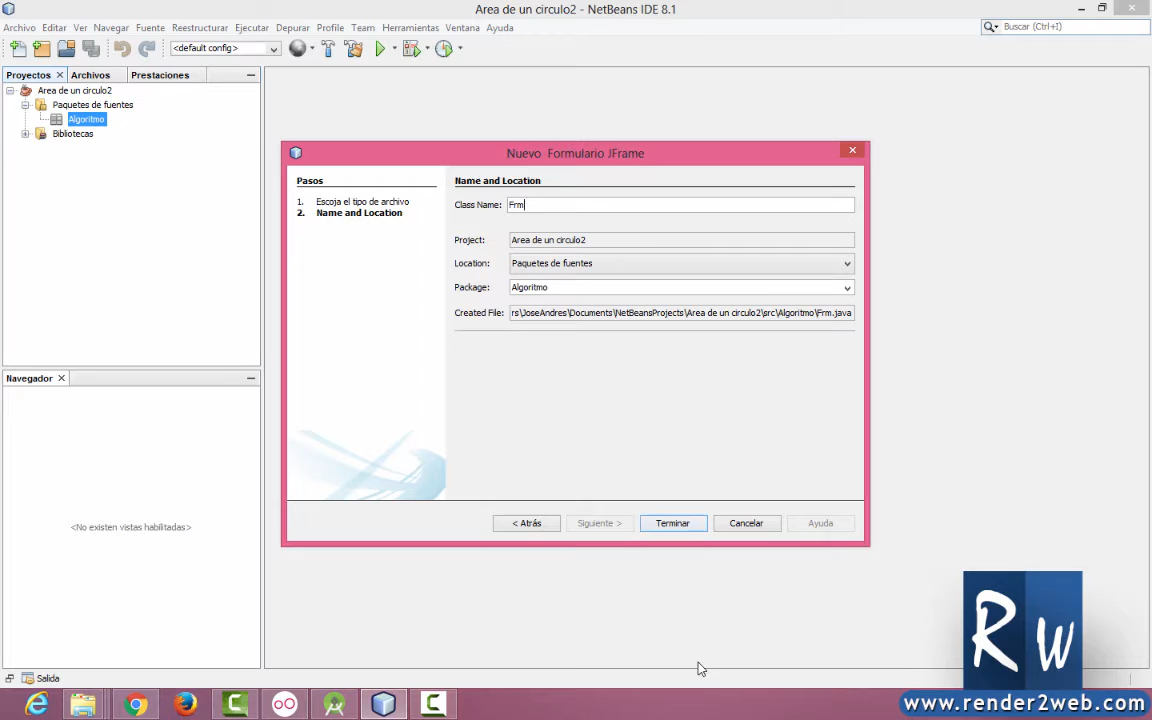 Area de un circulo2 - NetBeans IDE 8.1
Archivo Editar Ver Navegar Fuente Reestructurar Ejecutar Depurar Profile Team Herramientas Ventana Ayuda
Buscar (Ctrl+I)
<default config>
Proyectos Archivos Prestaciones
Area de un circulo2
Paquetes de fuentes
Algoritmo
Bibliotecas
Nuevo Formulario JFrame
Pasos
1. Escoja el tipo de archivo
2. Name and Location
Name and Location
Class Name: Frm
Project: Area de un circulo2
Location: Paquetes de fuentes
Package: Algoritmo
Created File: rs\JoseAndres\Documents\NetBeansProjects\Area de un circulo2\src\Algoritmo\Frm.java
< Atrás Siguiente > Terminar Cancelar Ayuda
Navegador
<No existen vistas habilitadas>
Salida
RW
www.render2web.com